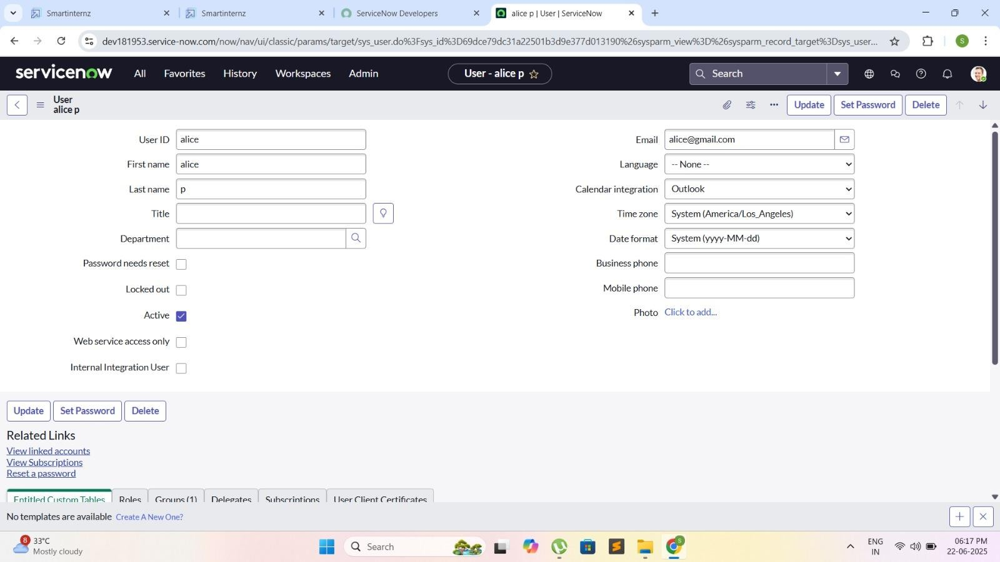 Smartinternz
Smartinternz
ServiceNow Developers
alice p | User | ServiceNow
dev181953.service-now.com/now/nav/ui/classic/params/target/sys_user.do%3Fsys_id%3D69dce79dc31a22501b3d9e377d013190%26sysparm_view%3D%26sysparm_record_target%3Dsys_user...
S
servicenow
All
Favorites
History
Workspaces
Admin
User - alice p
Search
User
alice p
Update
Set Password
Delete
User ID
alice
First name
alice
Last name
p
Title
Department
Password needs reset
Locked out
Active
Web service access only
Internal Integration User
Email
alice@gmail.com
Language
-- None --
Calendar integration
Outlook
Time zone
System (America/Los_Angeles)
Date format
System (yyyy-MM-dd)
Business phone
Mobile phone
Photo
Click to add...
Update
Set Password
Delete
Related Links
View linked accounts
View Subscriptions
Reset a password
Entitled Custom Tables
Roles
Groups (1)
Delegates
Subscriptions
User Client Certificates
No templates are available Create A New One?
8
33°C
Mostly cloudy
Search
S
ENG
IN
06:17 PM
22-06-2025